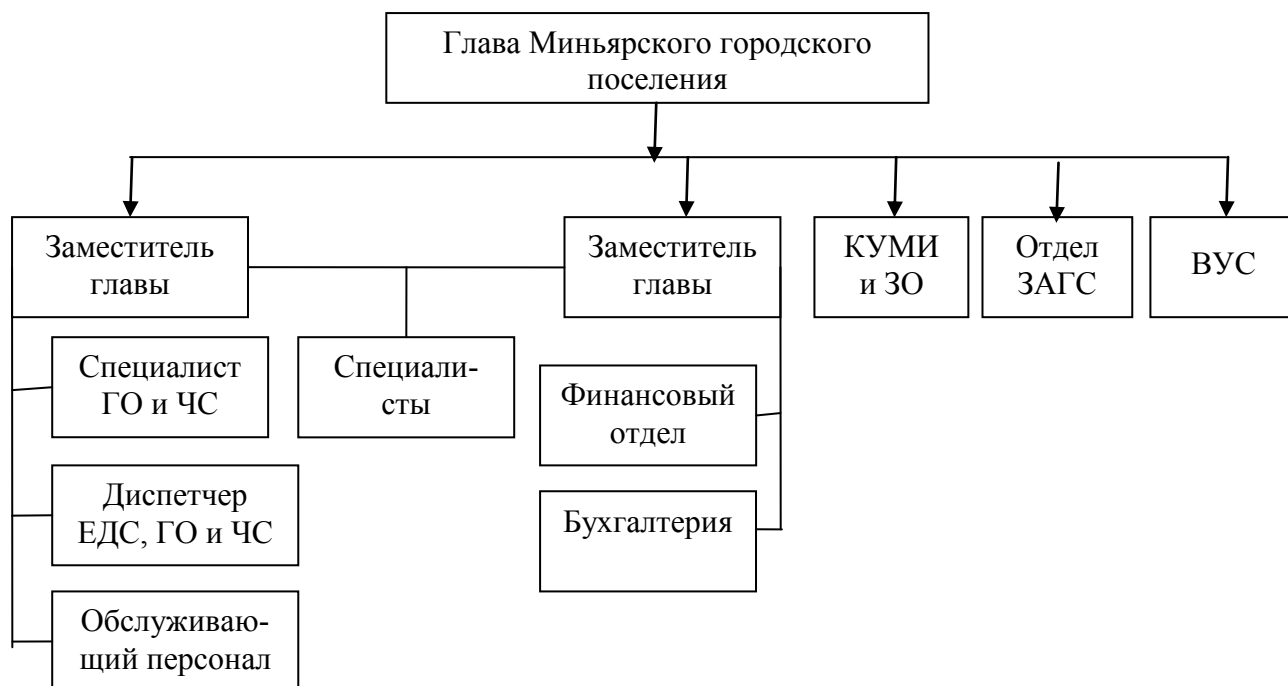 Глава Миньярского городского
поселения
Заместитель
главы
Заместитель
главы
КУМИ
и ЗО
Отдел
ЗАГС
ВУС
Специалист
ГО и ЧС
Специали-
сты
Финансовый
отдел
Диспетчер
ЕДС, ГО и ЧС
Бухгалтерия
Обслуживаю-
щий персонал